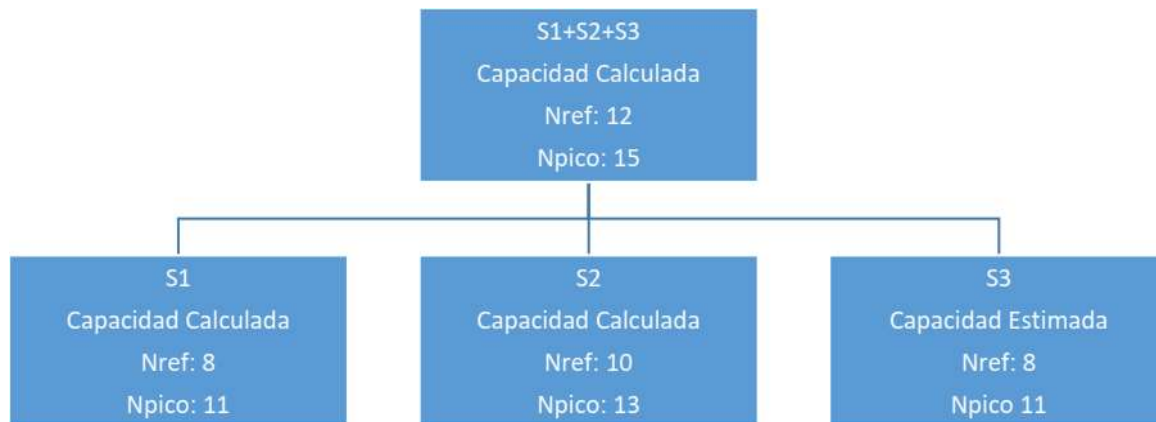 S1+S2+S3
Capacidad Calculada
Nref: 12
Npico: 15
S1
Capacidad Calculada
Nref: 8
Npico: 11
S2
Capacidad Calculada
Nref: 10
Npico: 13
S3
Capacidad Estimada
Nref: 8
Npico 11